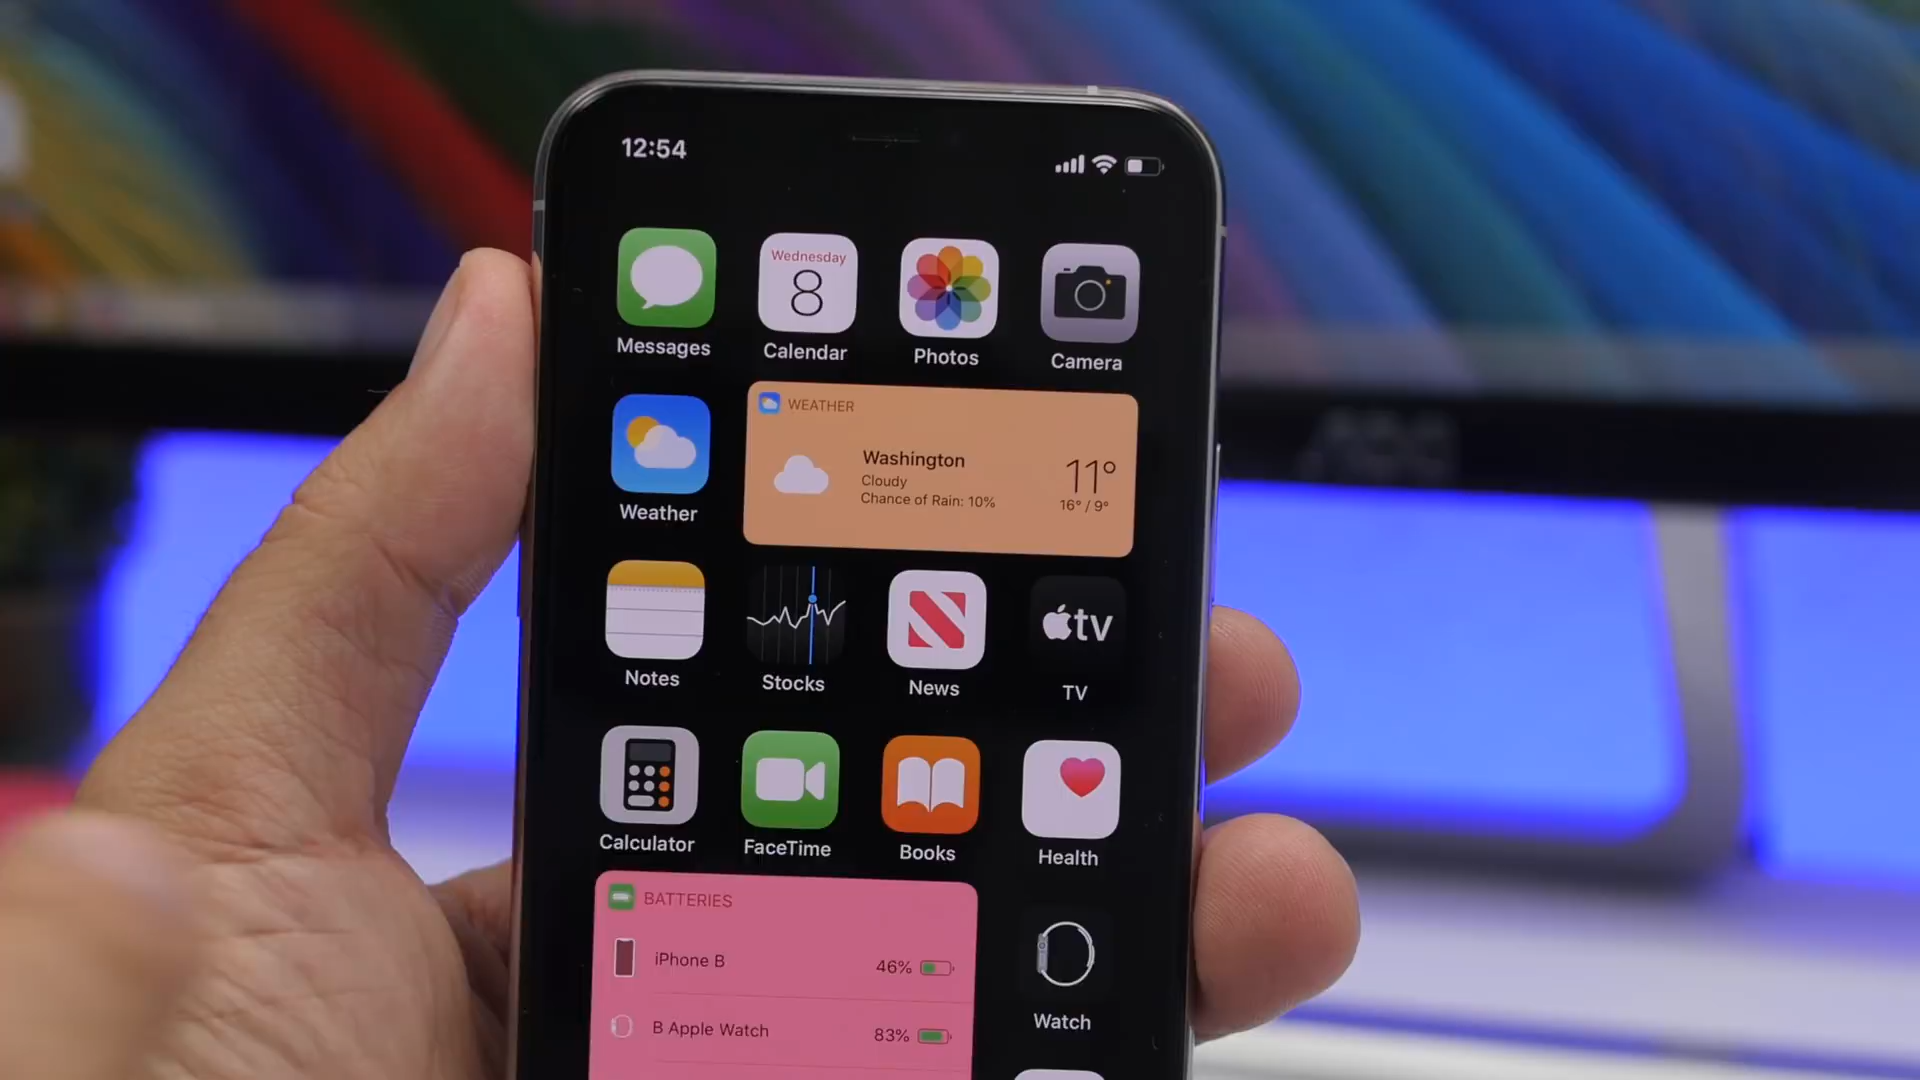 12:54
Wednesday
8
Messages
Calendar
Photos
Camera
WEATHER
Washington
Cloudy
Chance of Rain: 10%
11°
16° / 9°
Weather
tv
Notes
Stocks
News
TV
Calculator
FaceTime
Books
Health
BATTERIES
iPhone B
46%
B Apple Watch
83%
Watch